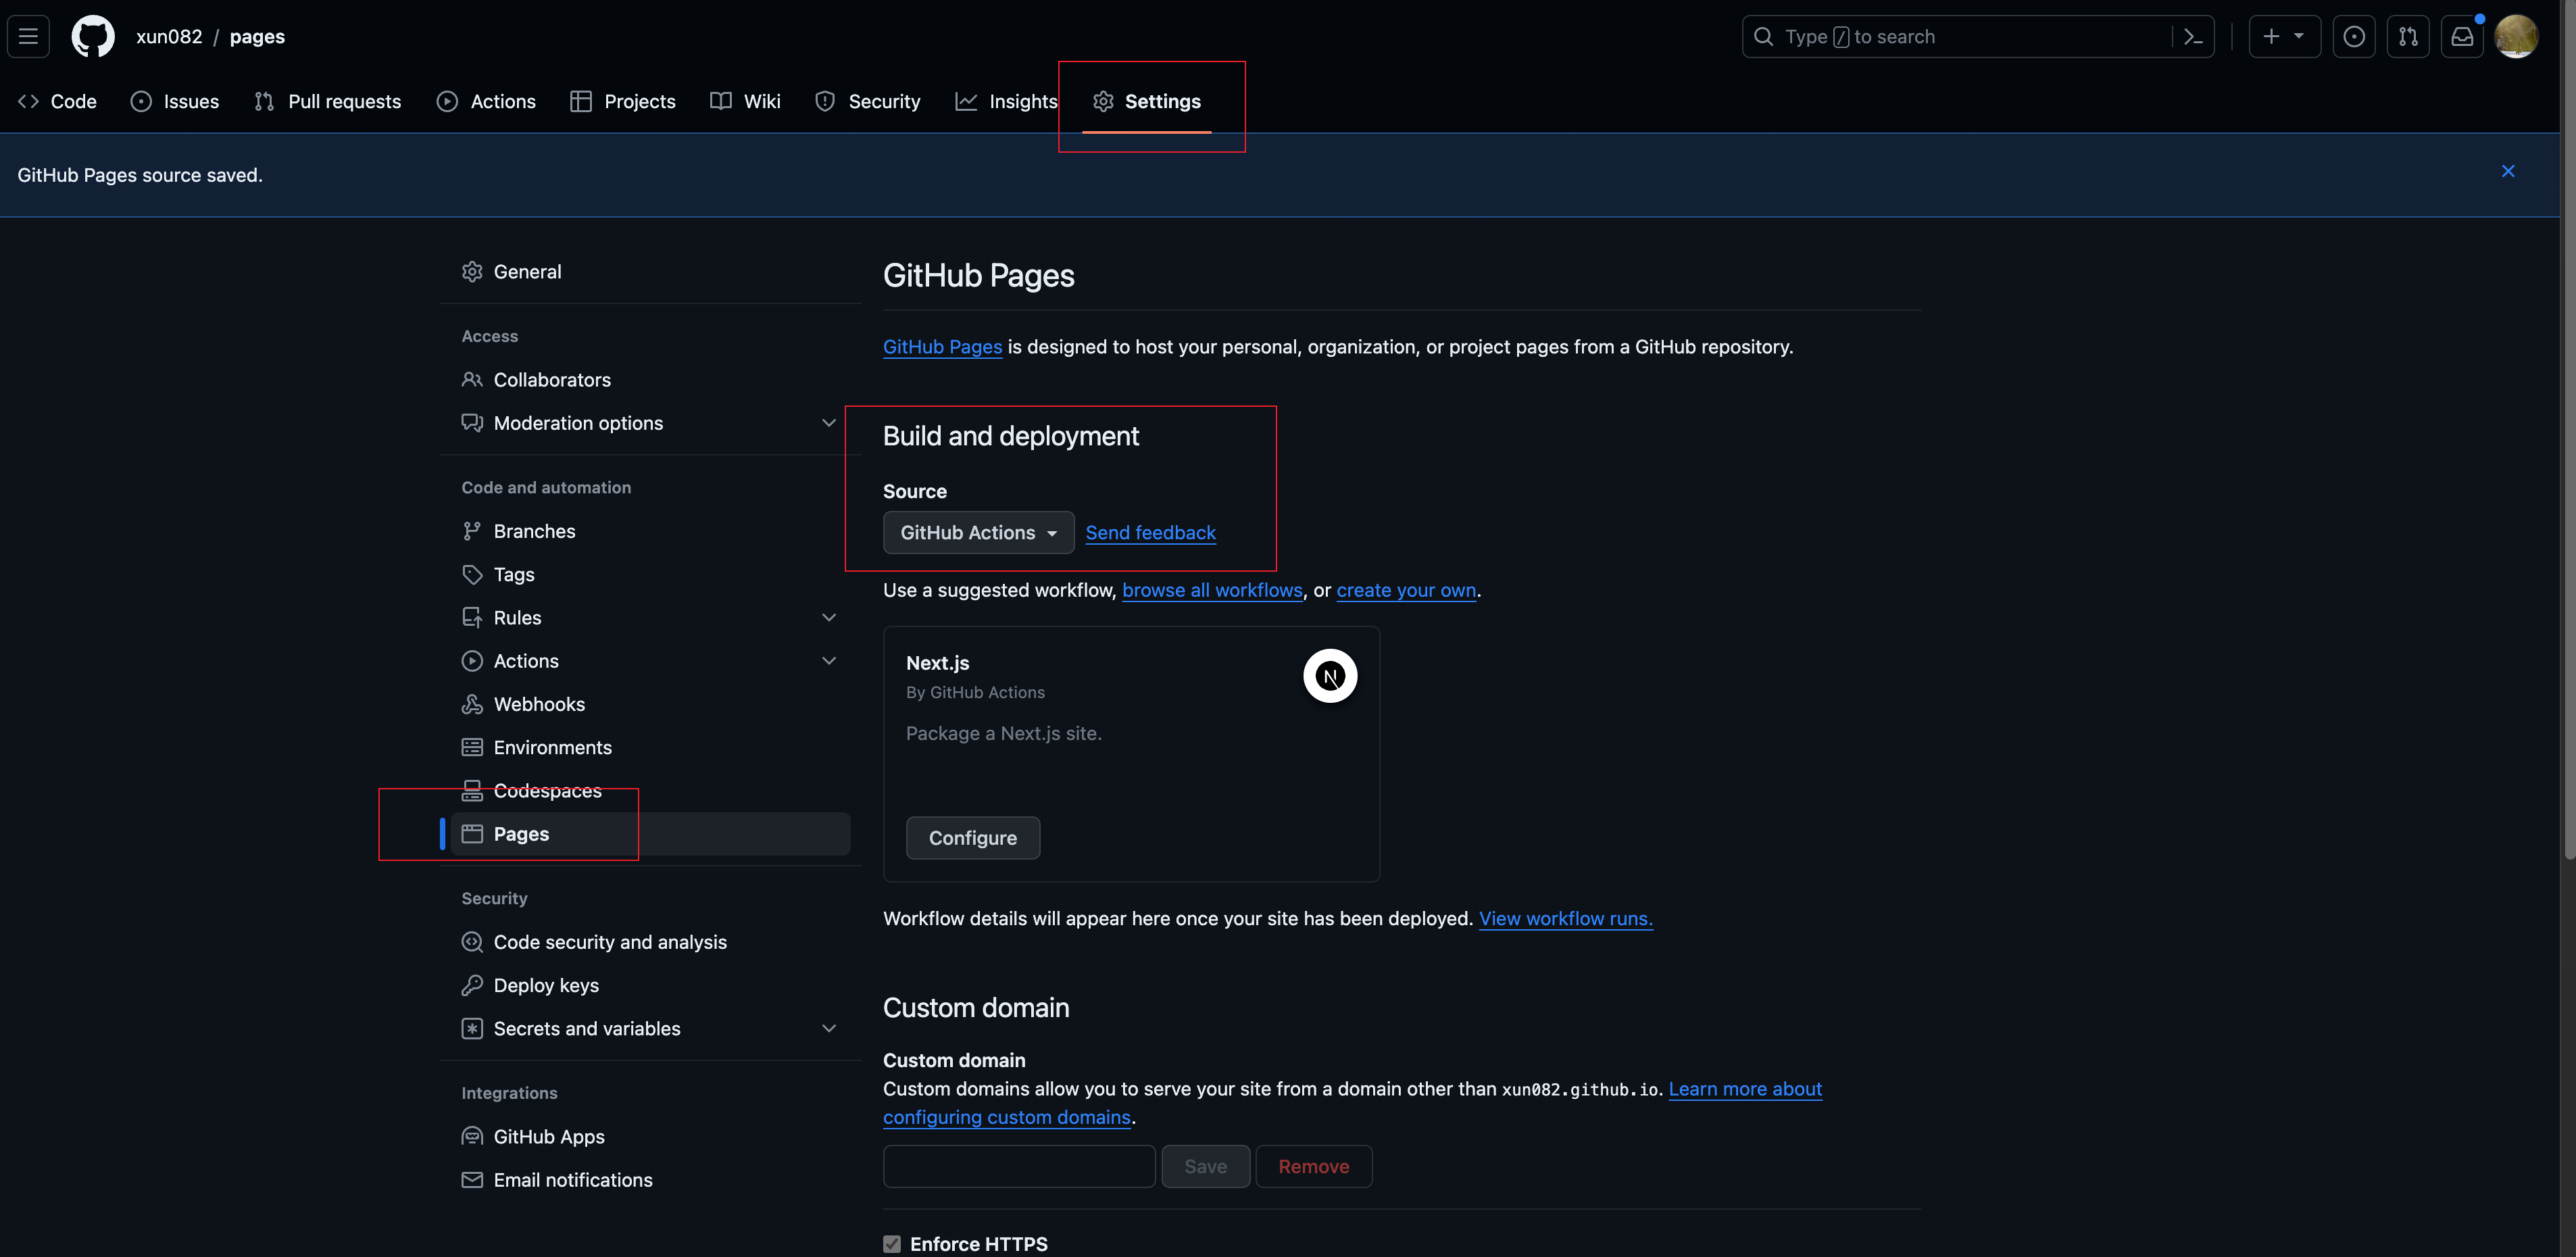 xun082 / pages
Type / to search
Code
Issues
Pull requests
Actions
Projects
Wiki
Security
Insights
Settings
GitHub Pages source saved.
General
Access
Collaborators
Moderation options
Code and automation
Branches
Tags
Rules
Actions
Webhooks
Environments
Codespaces
Pages
Security
Code security and analysis
Deploy keys
Secrets and variables
Integrations
GitHub Apps
Email notifications
GitHub Pages
GitHub Pages is designed to host your personal, organization, or project pages from a GitHub repository.
Build and deployment
Source
GitHub Actions
Send feedback
Use a suggested workflow, browse all workflows, or create your own.
Next.js
By GitHub Actions
Package a Next.js site.
N
Configure
Workflow details will appear here once your site has been deployed. View workflow runs.
Custom domain
Custom domain
Custom domains allow you to serve your site from a domain other than xun082.github.io. Learn more about
configuring custom domains.
Save
Remove
Enforce HTTPS